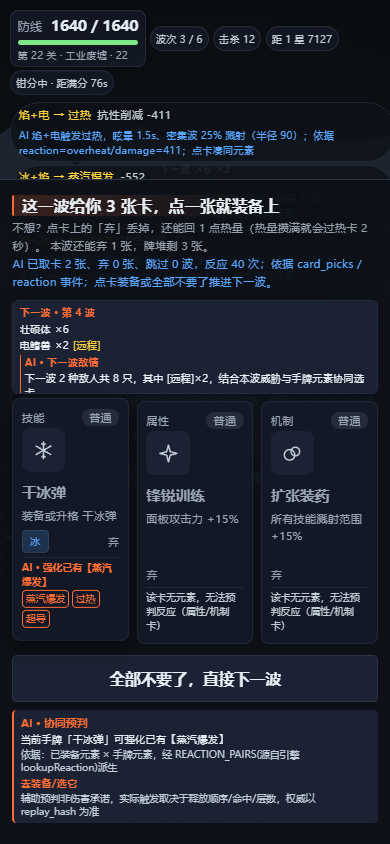 防线 1640 / 1640
第 22 关 · 工业废墟 · 22
波次 3 / 6
击杀 12
距 1 星 7127
钳分中 · 距满分 76s
焰+电 → 过热 抗性削减 -411
AI 焰+电触发过热，眩晕 1.5s、密集波 25% 溅射（半径 90）；依据
reaction=overheat/damage=411；点卡凑同元素
冰+焰 → 蒸汽爆发 -552
这一波给你 3 张卡，点一张就装备上
不想？点卡上的「弃」丢掉，还能回 1 点热量（热量攒满就会过热卡 2
秒）。 本波还能弃 1 张，牌堆剩 3 张。
AI 已取卡 2 张、弃 0 张、跳过 0 波，反应 40 次；依据 card_picks /
reaction 事件；点卡装备或全部不要了推进下一波。
下一波 · 第 4 波
壮硕体 ×6
电鳍兽 ×2 [远程]
AI · 下一波敌情
下一波 2 种敌人共 8 只，其中 [远程]×2，结合本波威胁与手牌元素协同选
卡
技能 普通
干冰弹
装备或升格 干冰弹
冰 弃
AI · 强化已有【蒸汽
爆发】
蒸汽爆发 过热
超导
属性 普通
锋锐训练
面板攻击力 +15%
弃
该卡无元素，无法预
判反应（属性/机制
卡）
机制 普通
扩张装药
所有技能溅射范围
+15%
弃
该卡无元素，无法预
判反应（属性/机制
卡）
全部不要了，直接下一波
AI · 协同预判
当前手牌「干冰弹」可强化已有【蒸汽爆发】
依据：已装备元素 × 手牌元素，经 REACTION_PAIRS(源自引擎
lookupReaction)派生
去装备/选它
辅助预判非伤害承诺，实际触发取决于释放顺序/命中/层数，权威以
replay_hash 为准